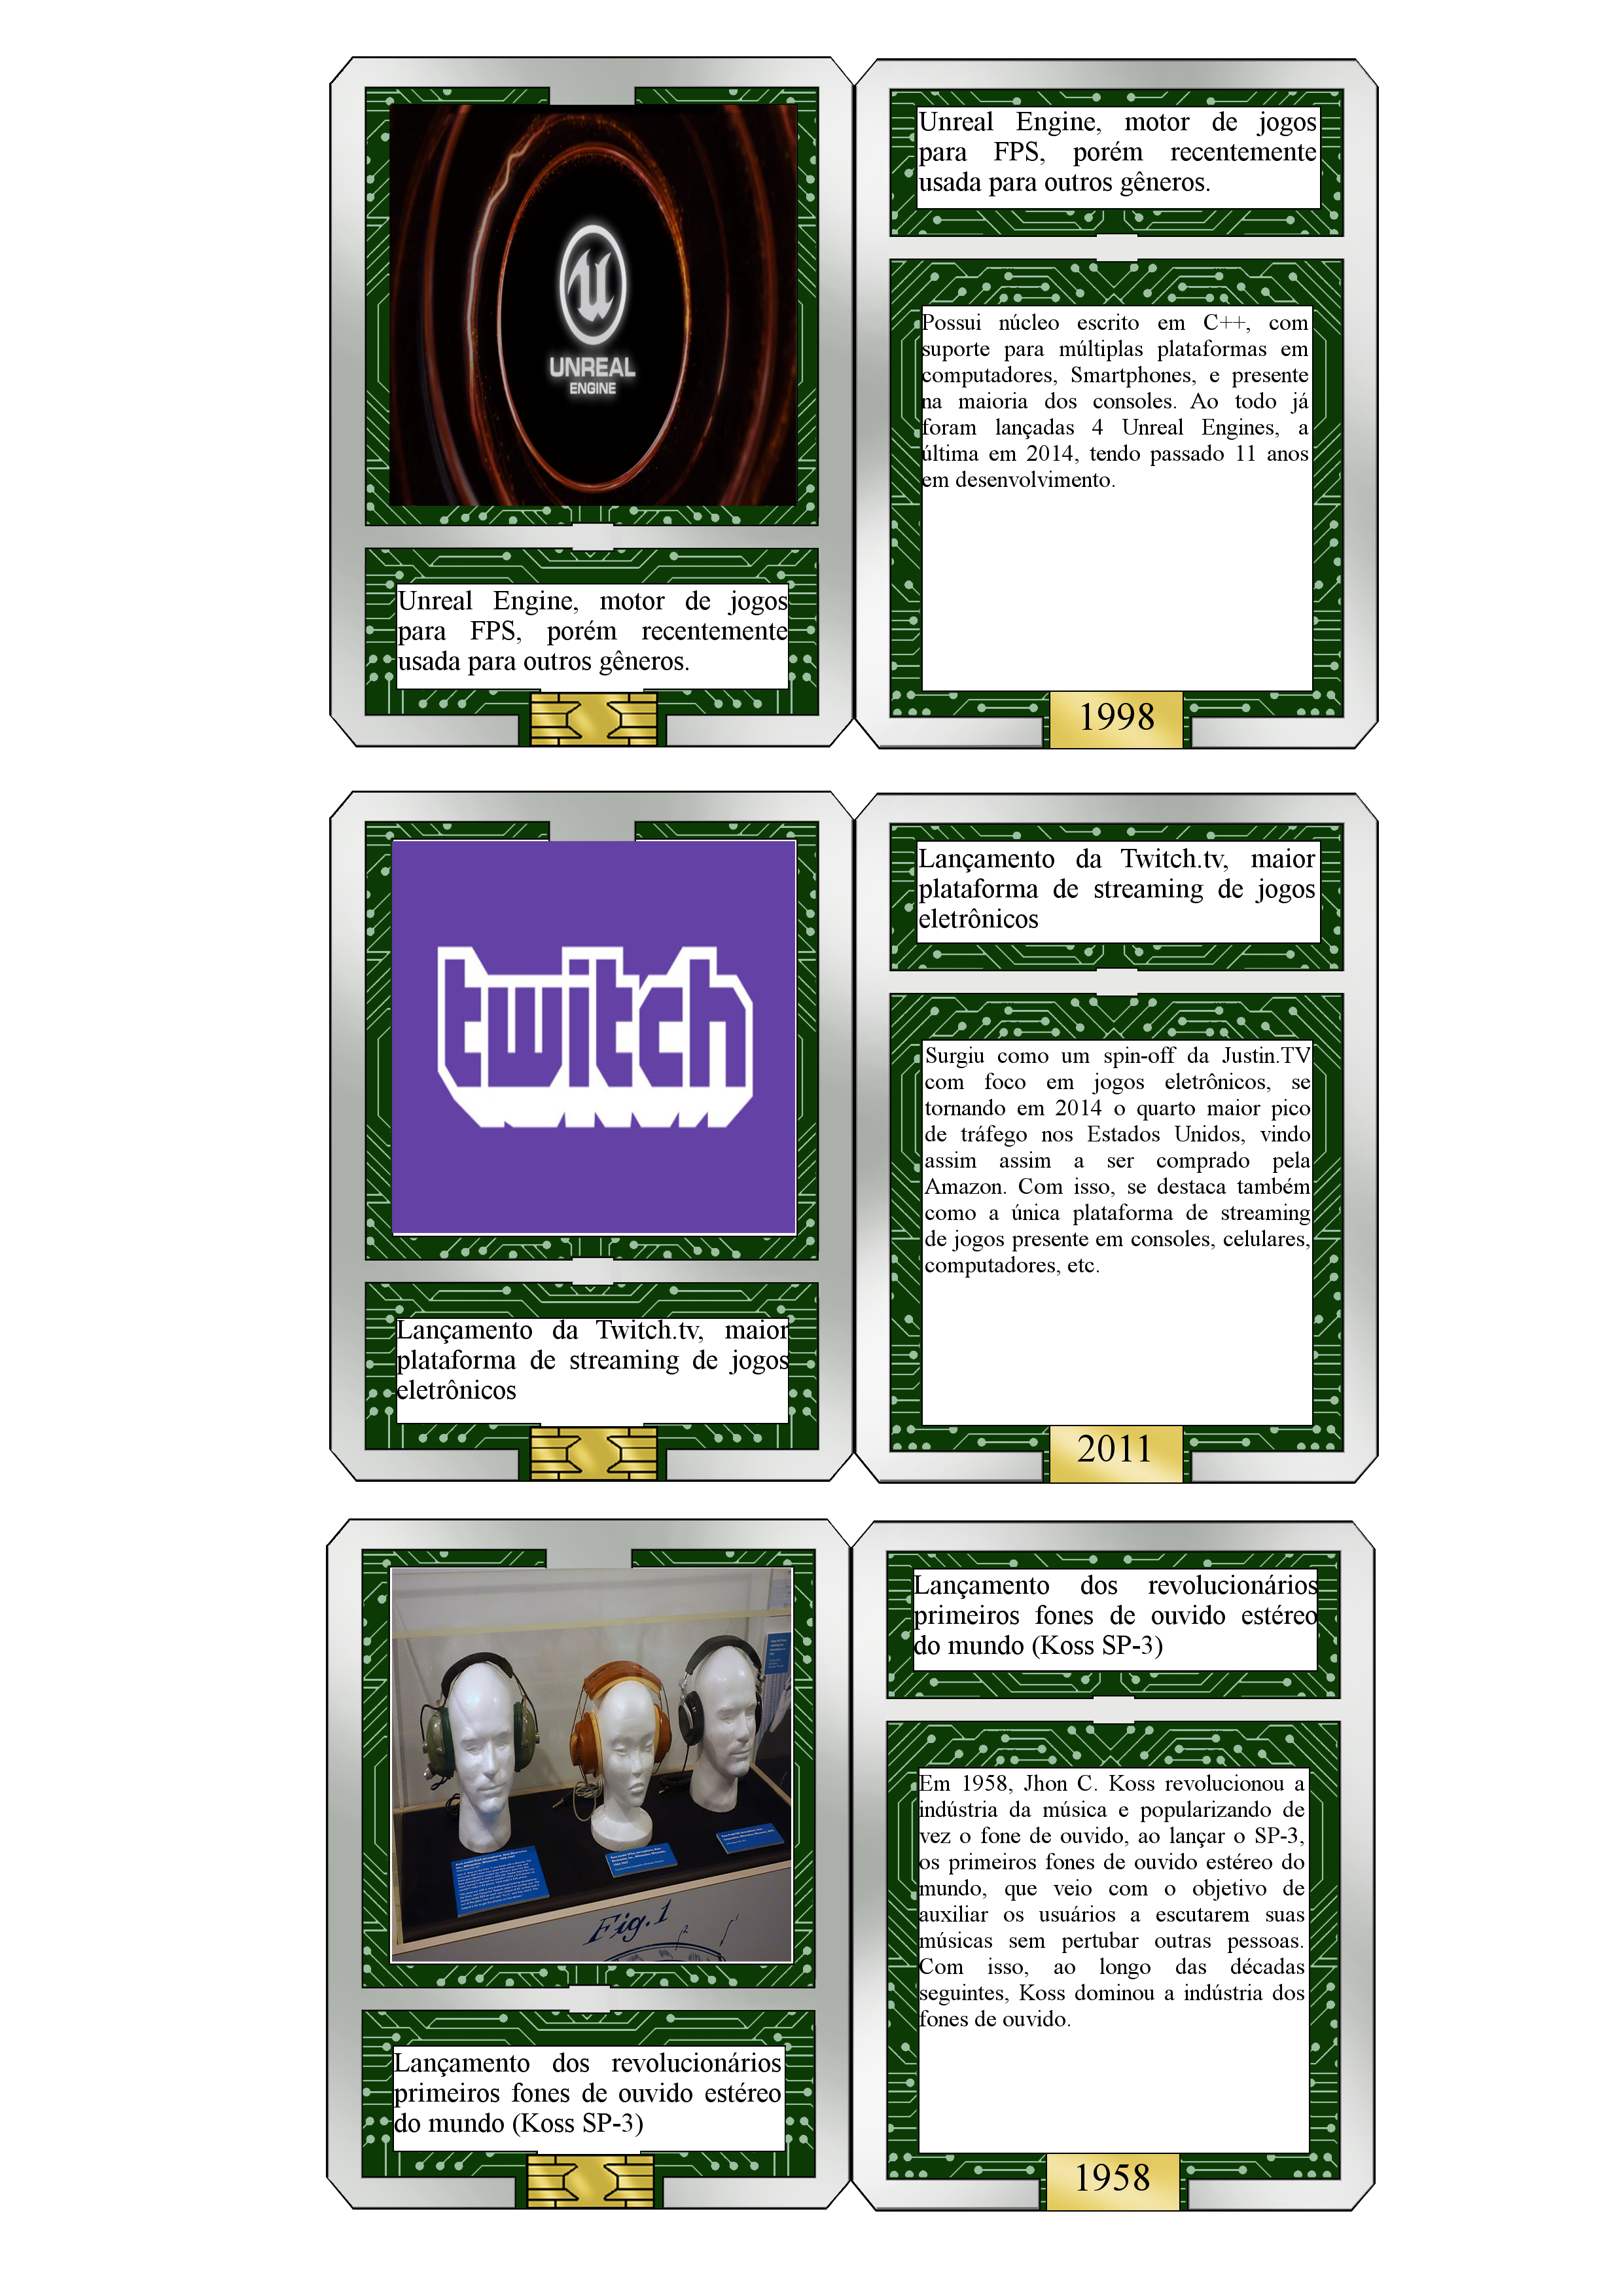 UNREAL
ENGINE
Unreal Engine, motor de jogos
para FPS, porém recentemente
usada para outros gêneros.
Unreal Engine, motor de jogos
para FPS, porém recentemente
usada para outros gêneros.
Possui núcleo escrito em C++, com
suporte para múltiplas plataformas em
computadores, Smartphones, e presente
na maioria dos consoles. Ao todo já
foram lançadas 4 Unreal Engines, a
última em 2014, tendo passado 11 anos
em desenvolvimento.
1998
twitch
Lançamento da Twitch.tv, maior
plataforma de streaming de jogos
eletrônicos
Lançamento da Twitch.tv, maior
plataforma de streaming de jogos
eletrônicos
Surgiu como um spin-off da Justin.TV
com foco em jogos eletrônicos, se
tornando em 2014 o quarto maior pico
de tráfego nos Estados Unidos, vindo
assim assim a ser comprado pela
Amazon. Com isso, se destaca também
como a única plataforma de streaming
de jogos presente em consoles, celulares,
computadores, etc.
2011
Fig.1
Lançamento dos revolucionários
primeiros fones de ouvido estéreo
do mundo (Koss SP-3)
Lançamento dos revolucionários
primeiros fones de ouvido estéreo
do mundo (Koss SP-3)
Em 1958, Jhon C. Koss revolucionou a
indústria da música e popularizando de
vez o fone de ouvido, ao lançar o SP-3,
os primeiros fones de ouvido estéreo do
mundo, que veio com o objetivo de
auxiliar os usuários a escutarem suas
músicas sem pertubar outras pessoas.
Com isso, ao longo das décadas
seguintes, Koss dominou a indústria dos
fones de ouvido.
1958